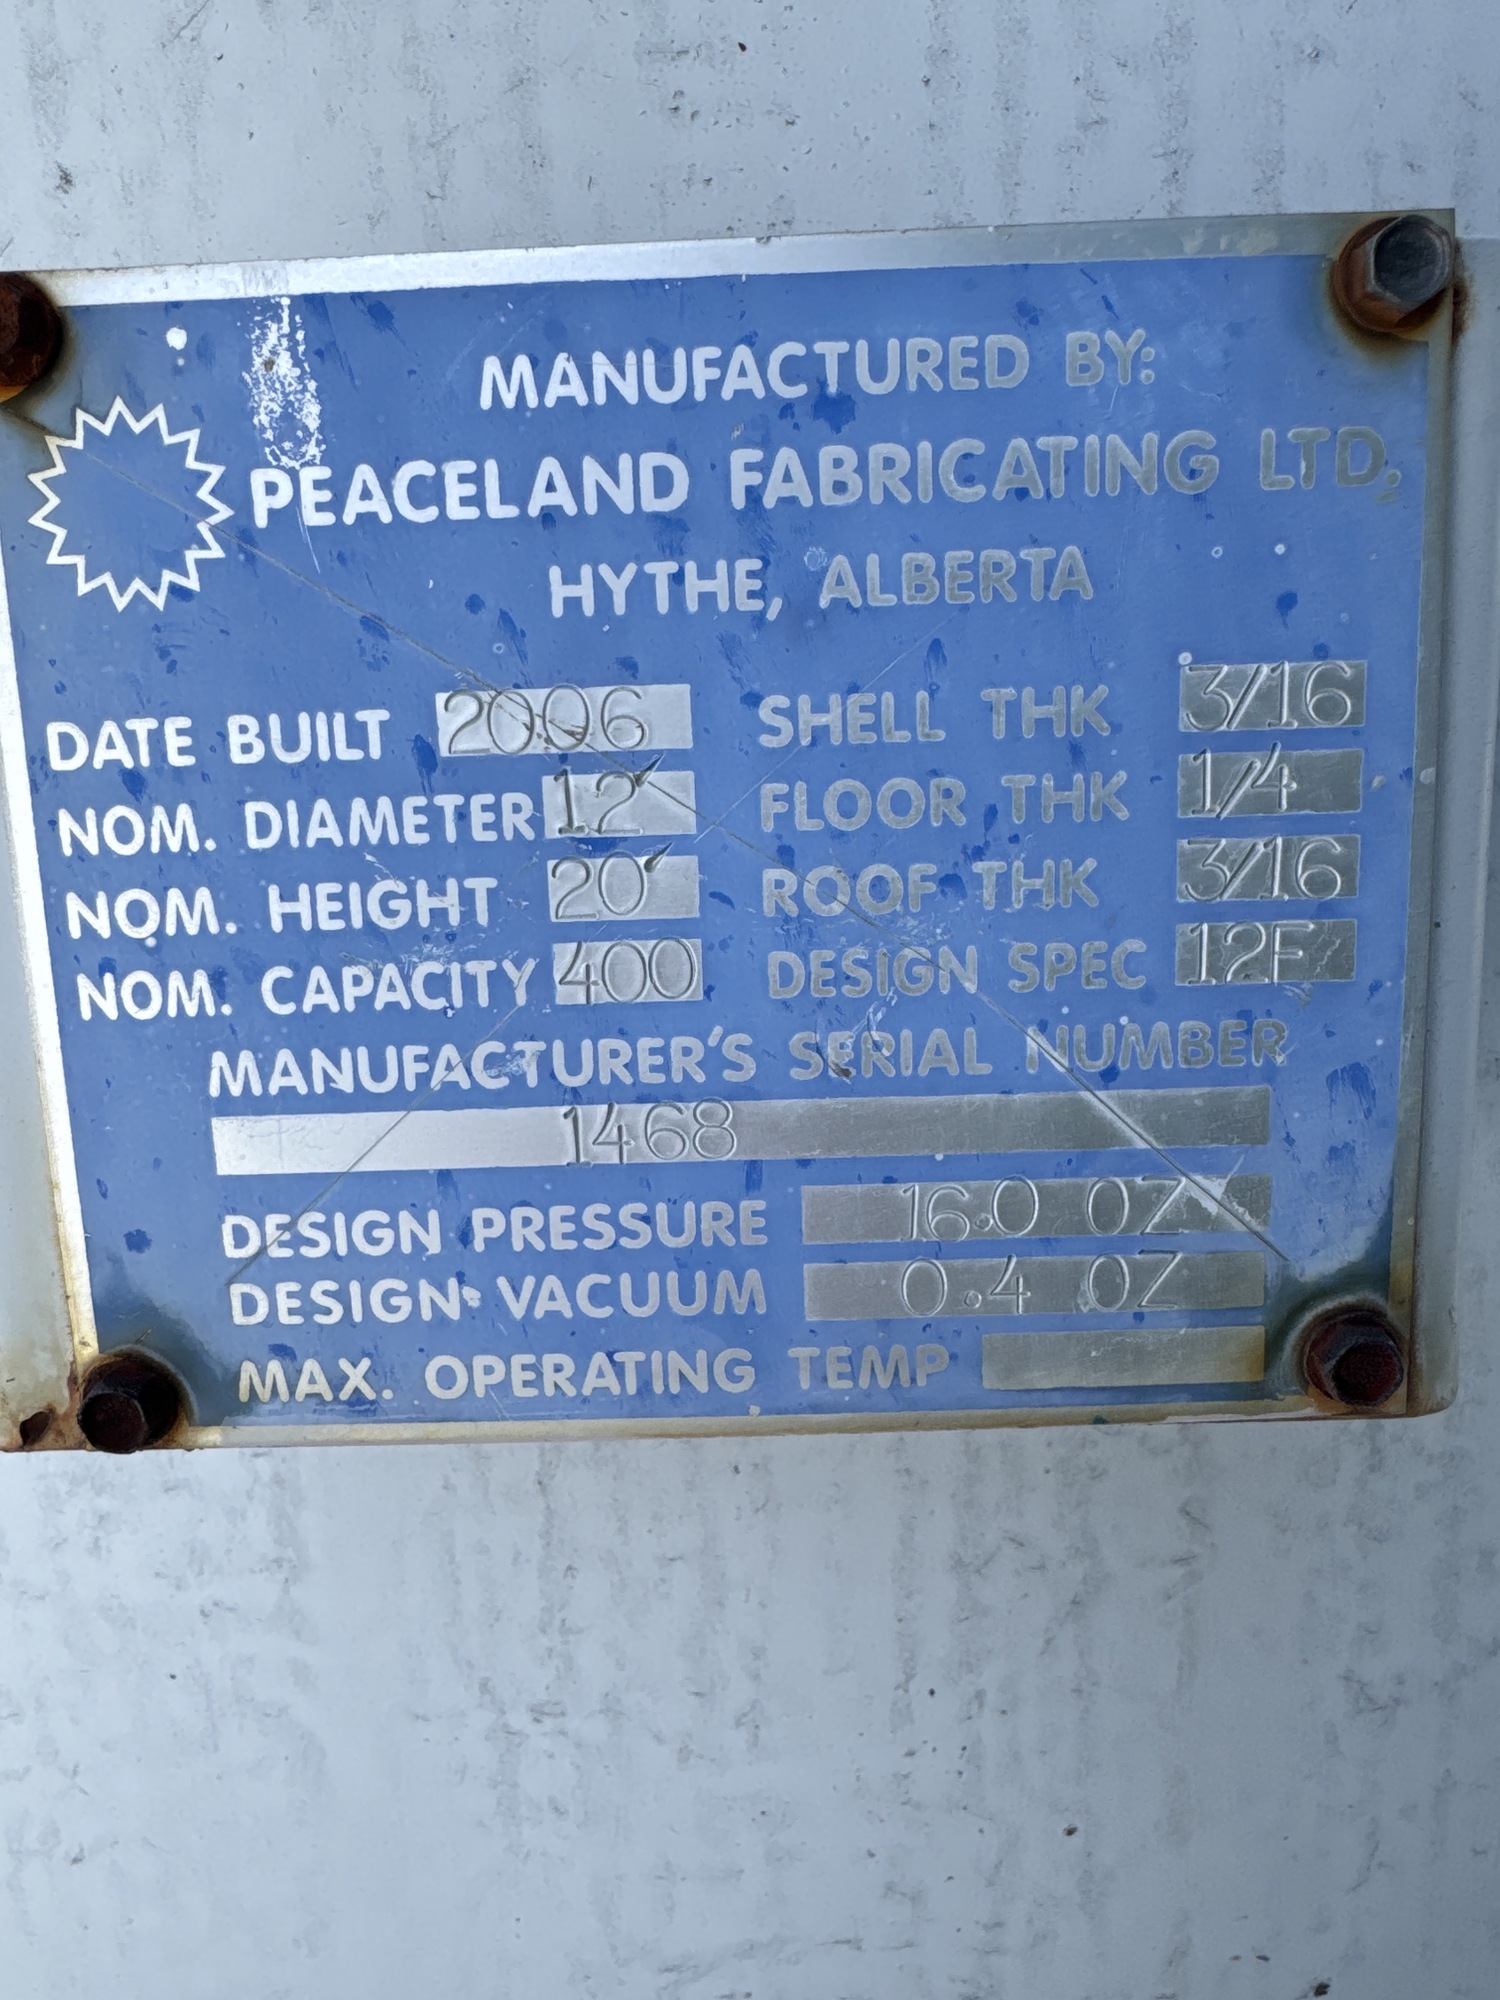 MANUFACTURED BY:
PEACELAND FABRICATING LTD.
HYTHE, ALBERTA
DATE BUILT 2006 SHELL THK 3/16
NOM. DIAMETER 12' FLOOR THK 1/4
NOM. HEIGHT 20' ROOF THK 3/16
NOM. CAPACITY 400 DESIGN SPEC 12F
MANUFACTURER'S SERIAL NUMBER
1468
DESIGN PRESSURE 16.0 OZ
DESIGN VACUUM 0.4 OZ
MAX. OPERATING TEMP